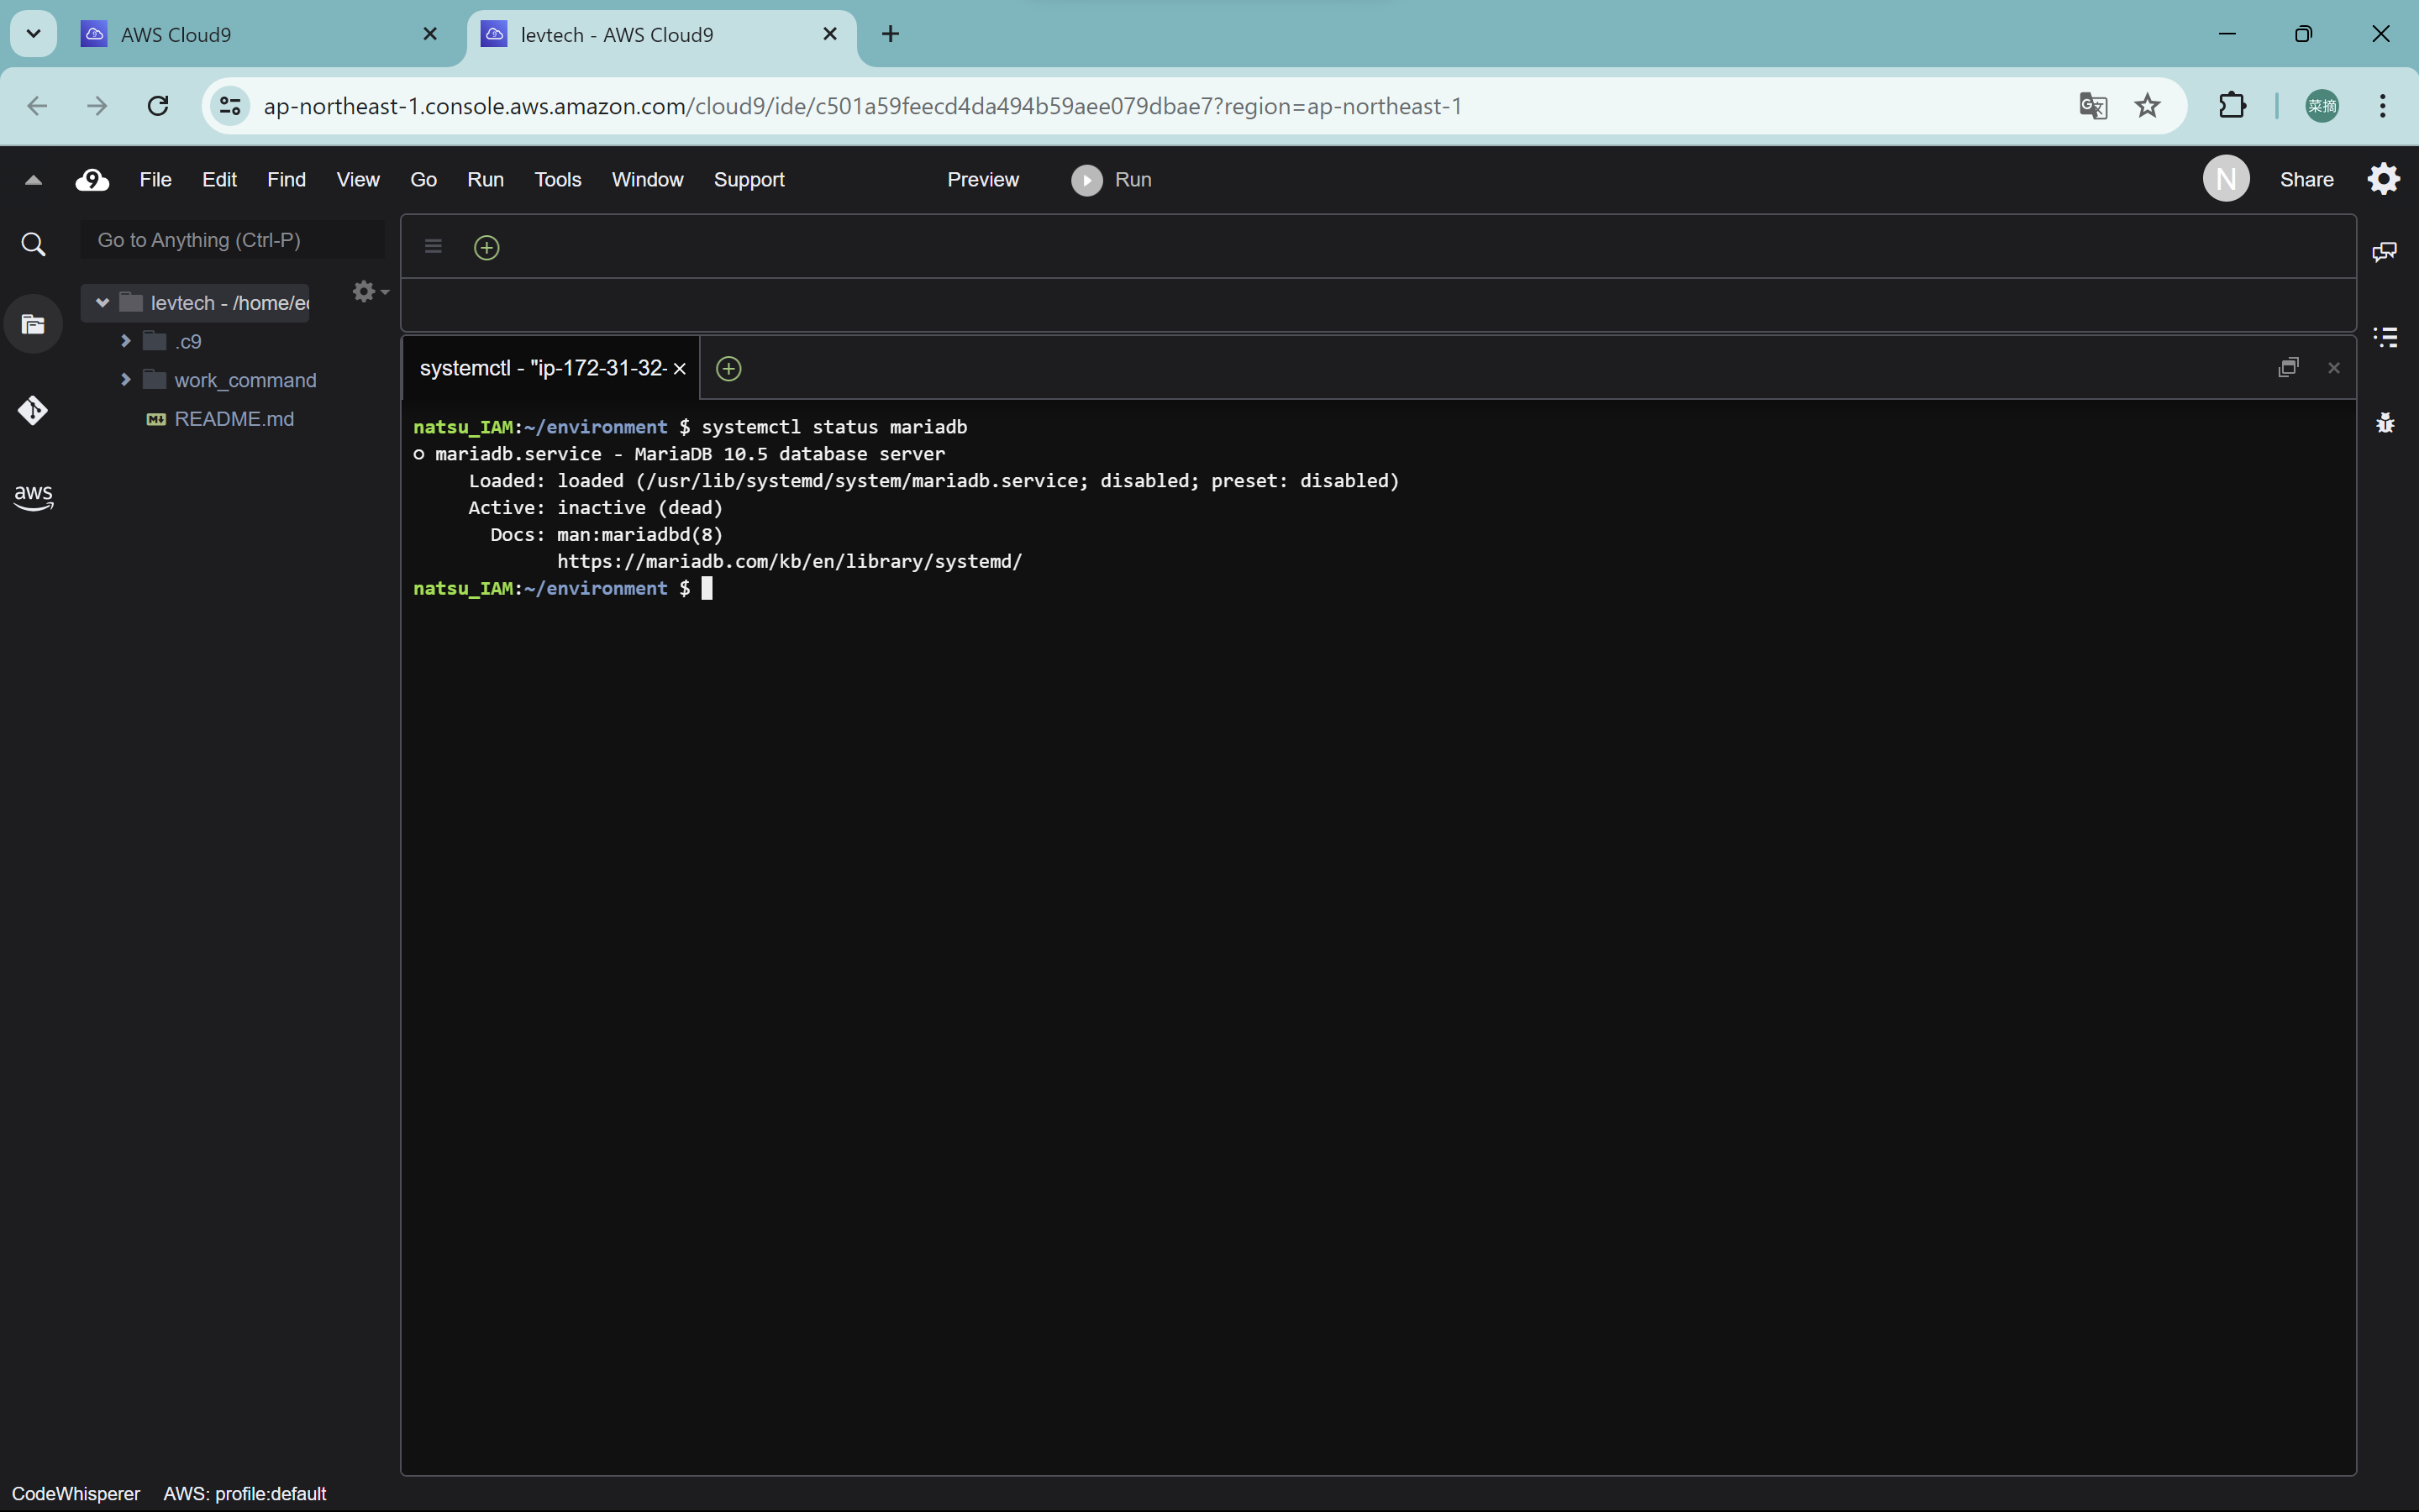 AWS Cloud9
levtech - AWS Cloud9
ap-northeast-1.console.aws.amazon.com/cloud9/ide/c501a59feecd4da494b59aee079dbae7?region=ap-northeast-1
菜摘
File Edit Find View Go Run Tools Window Support Preview Run N Share
Go to Anything (Ctrl-P)
levtech - /home/ec
.c9
work_command
README.md
aws
systemctl - "ip-172-31-32-
natsu_IAM:~/environment $ systemctl status mariadb
○ mariadb.service - MariaDB 10.5 database server
Loaded: loaded (/usr/lib/systemd/system/mariadb.service; disabled; preset: disabled)
Active: inactive (dead)
Docs: man:mariadbd(8)
https://mariadb.com/kb/en/library/systemd/
natsu_IAM:~/environment $
CodeWhisperer AWS: profile:default